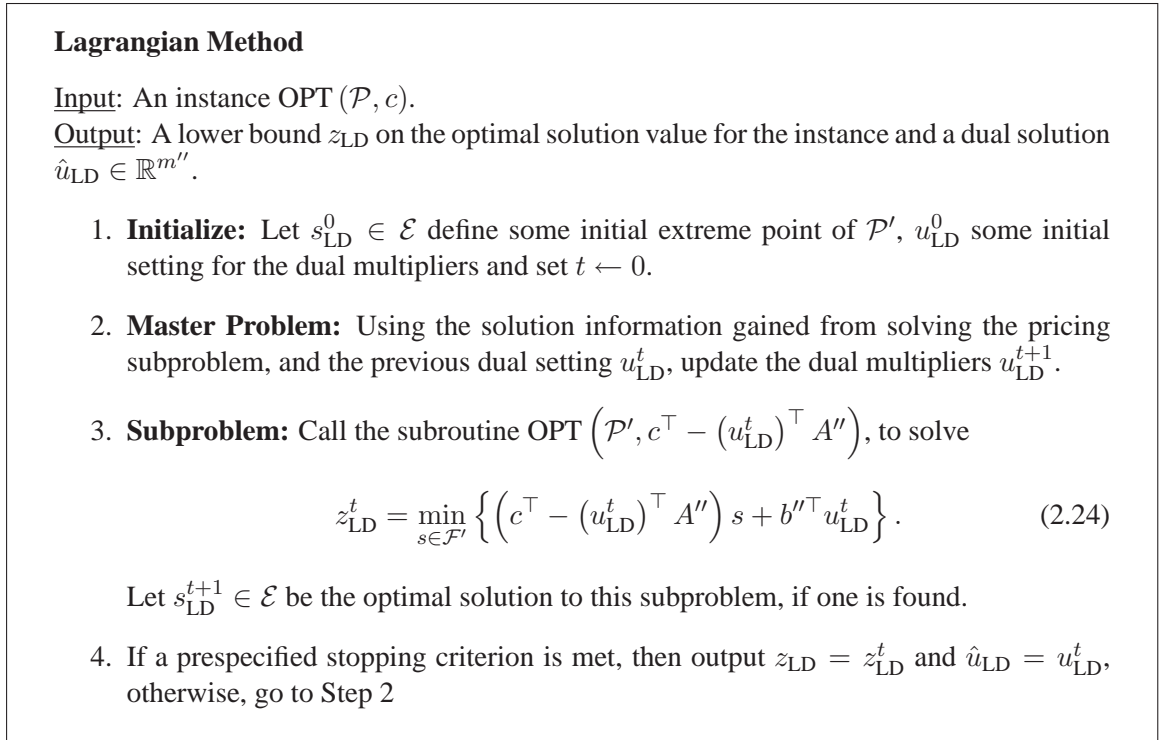 Lagrangian Method
Input: An instance OPT (𝒫, c).
Output: A lower bound z_LD on the optimal solution value for the instance and a dual solution
û_LD ∈ ℝ^{m″}.
1. Initialize: Let s^0_LD ∈ ℰ define some initial extreme point of 𝒫′, u^0_LD some initial
setting for the dual multipliers and set t ← 0.
2. Master Problem: Using the solution information gained from solving the pricing
subproblem, and the previous dual setting u^t_LD, update the dual multipliers u^{t+1}_LD.
3. Subproblem: Call the subroutine OPT (𝒫′, c^⊤ − (u^t_LD)^⊤ A″), to solve
z^t_LD = min_{s∈ℱ′} {(c^⊤ − (u^t_LD)^⊤ A″) s + b″^⊤ u^t_LD}. (2.24)
Let s^{t+1}_LD ∈ ℰ be the optimal solution to this subproblem, if one is found.
4. If a prespecified stopping criterion is met, then output z_LD = z^t_LD and û_LD = u^t_LD,
otherwise, go to Step 2